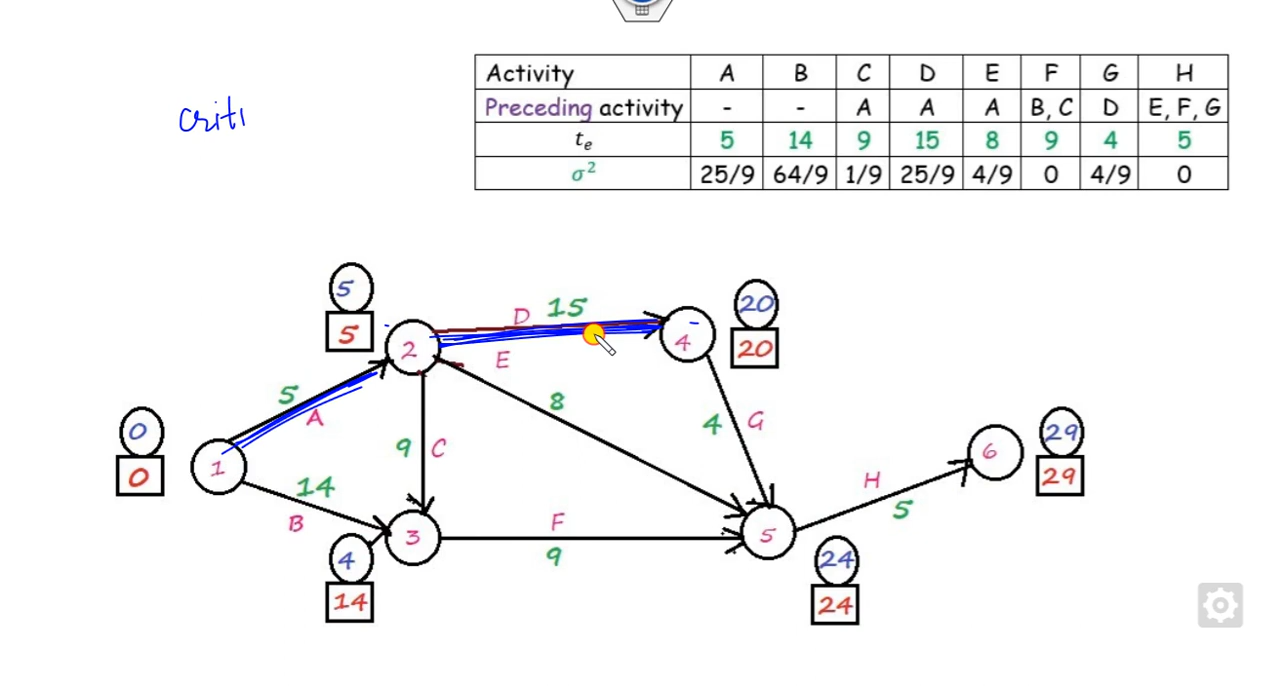 Activity A B C D E F G H
Preceding activity - - A A A B, C D E, F, G
criti
te 5 14 9 15 8 9 4 5
σ² 25/9 64/9 1/9 25/9 4/9 0 4/9 0
5
5
20
20
D 15
2
4
E
5
A
8
4 G
0
0
9 C
29
29
1
6
14
B
H
5
3
F
9
5
4
14
24
24